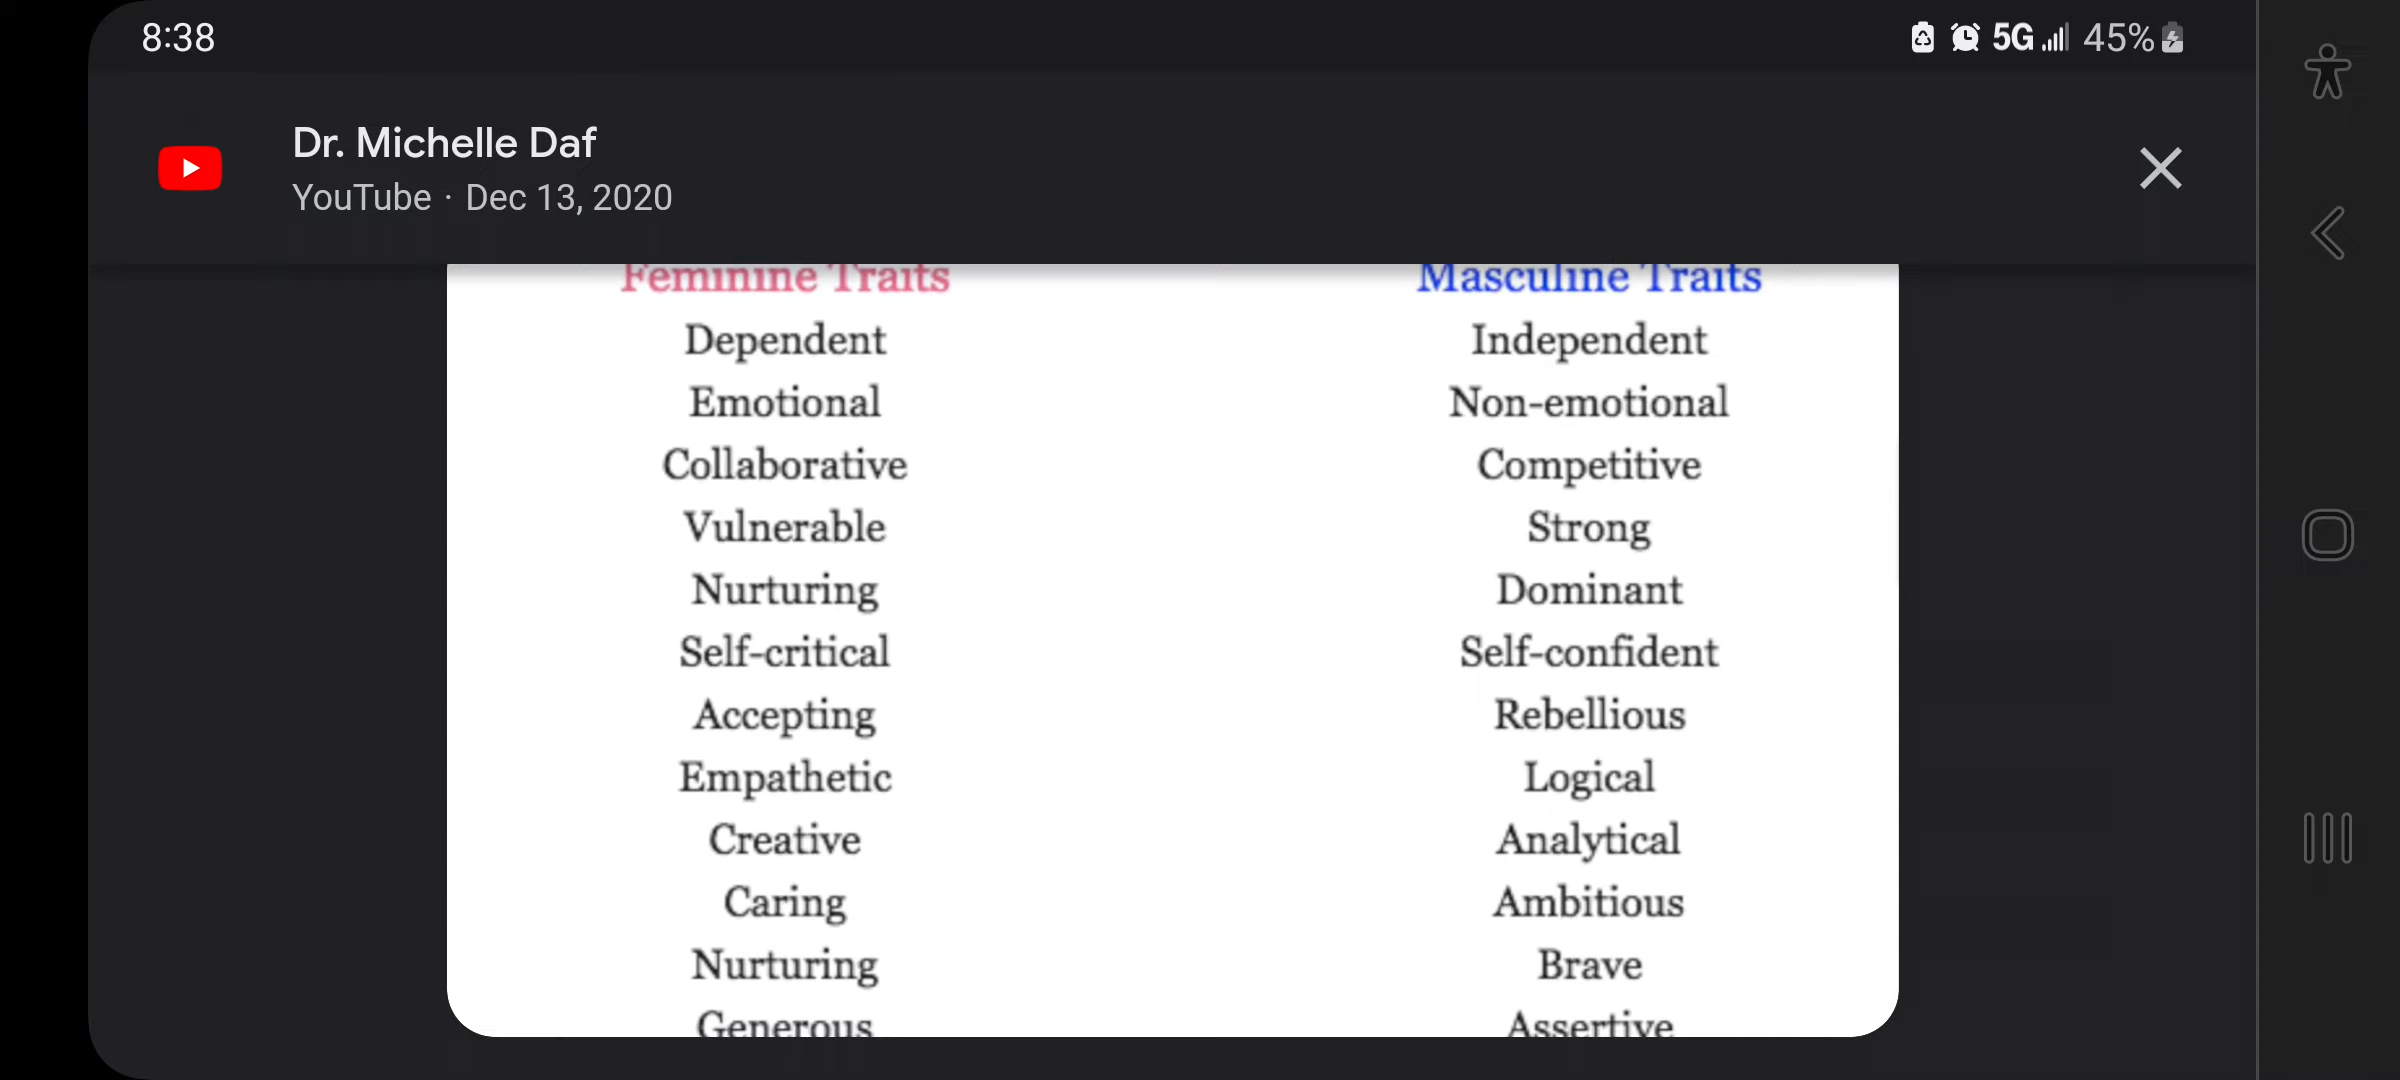 8:38
5G 45%
Dr. Michelle Daf
YouTube · Dec 13, 2020
Feminine Traits Masculine Traits
Dependent Independent
Emotional Non-emotional
Collaborative Competitive
Vulnerable Strong
Nurturing Dominant
Self-critical Self-confident
Accepting Rebellious
Empathetic Logical
Creative Analytical
Caring Ambitious
Nurturing Brave
Generous Assertive